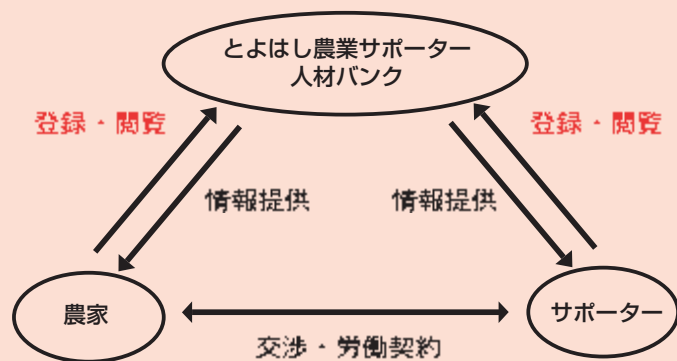 とよはし農業サポーター
人材バンク
登録・閲覧
登録・閲覧
情報提供
情報提供
農家
サポーター
交渉・労働契約